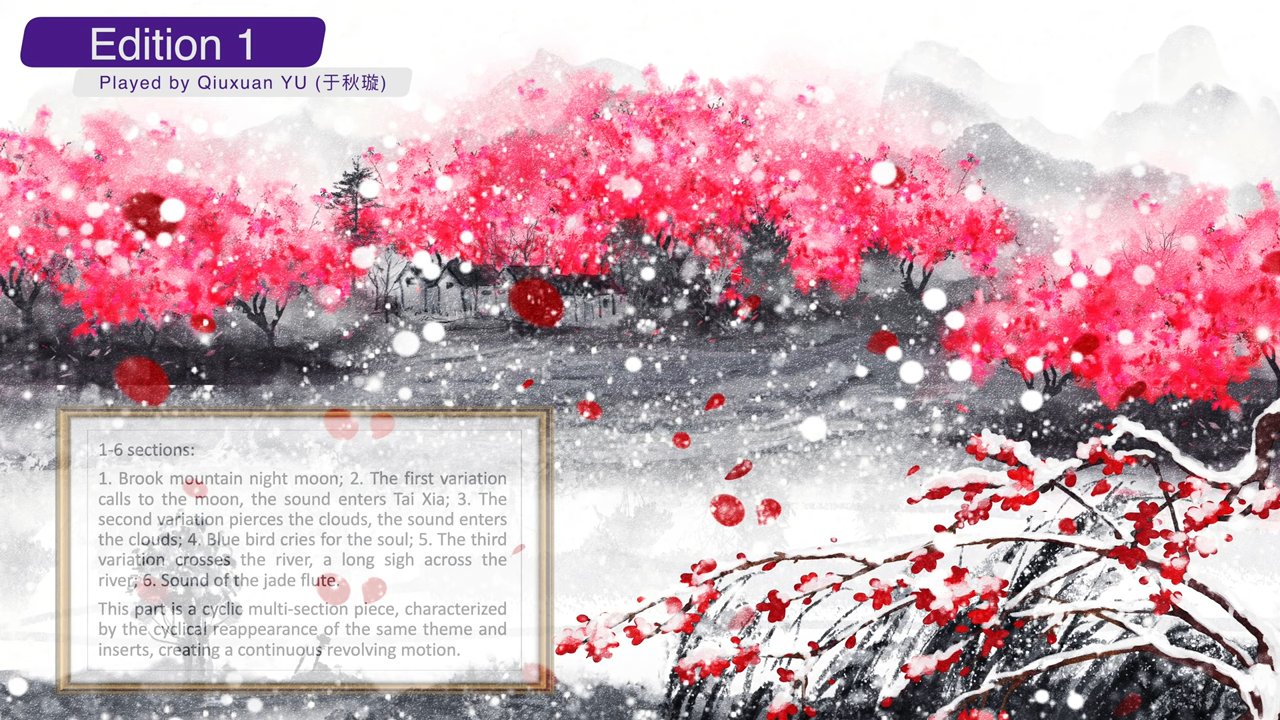 Edition 1
Played by Qiuxuan YU (于秋璇)
1-6 sections:
1. Brook mountain night moon; 2. The first variation
calls to the moon, the sound enters Tai Xia; 3. The
second variation pierces the clouds, the sound enters
the clouds; 4. Blue bird cries for the soul; 5. The third
variation crosses the river, a long sigh across the
river; 6. Sound of the jade flute.
This part is a cyclic multi-section piece, characterized
by the cyclical reappearance of the same theme and
inserts, creating a continuous revolving motion.